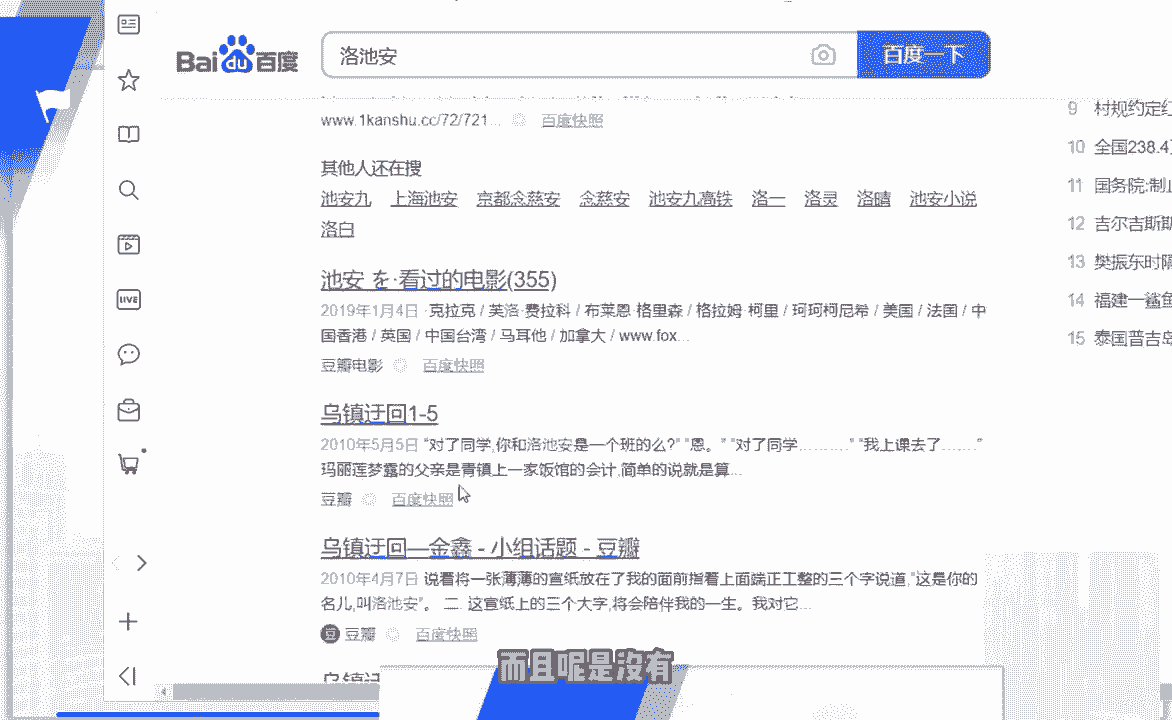 Bai du 百度
洛池安
百度一下
www.1kanshu.cc/72/721... 百度快照
其他人还在搜
池安九 上海池安 京都念慈安 念慈安 池安九高铁 洛一 洛灵 洛晴 池安小说
洛白
池安 を·看过的电影(355)
2019年1月4日 ·克拉克 / 英洛·费拉科 / 布莱恩·格里森 / 格拉姆·柯里 / 珂珂柯尼希 / 美国 / 法国 / 中
国香港 / 英国 / 中国台湾 / 马耳他 / 加拿大 / www.fox...
豆瓣电影 百度快照
乌镇迂回1-5
2010年5月5日 “对了同学,你和洛池安是一个班的么?” “恩。” “对了同学..........” “我上课去了.......”
玛丽莲梦露的父亲是青镇上一家饭馆的会计,简单的说就是算...
豆瓣 百度快照
乌镇迂回—金鑫 - 小组话题 - 豆瓣
2010年4月7日 说着将一张薄薄的宣纸放在了我的面前指着上面端正工整的三个字说道,“这是你的
名儿,叫洛池安”。 二. 这宣纸上的三个大字,将会陪伴我的一生。我对它...
豆 豆瓣 百度快照
9 村规约定红
10 全国238.4
11 国务院:制止
12 吉尔吉斯斯
13 樊振东时隔
14 福建一鲨鱼
15 泰国普吉岛
LIVE
而且呢是沒有